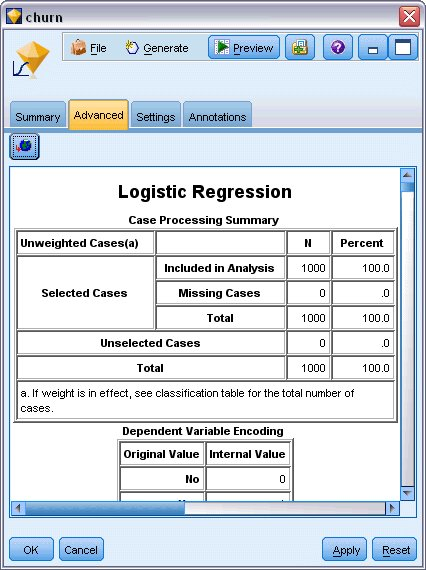 churn
File Generate Preview
Summary Advanced Settings Annotations
Logistic Regression
Case Processing Summary
Unweighted Cases(a) N Percent
Selected Cases Included in Analysis 1000 100.0
Missing Cases 0 .0
Total 1000 100.0
Unselected Cases 0 .0
Total 1000 100.0
a. If weight is in effect, see classification table for the total number of
cases.
Dependent Variable Encoding
Original Value Internal Value
No 0
OK Cancel Apply Reset